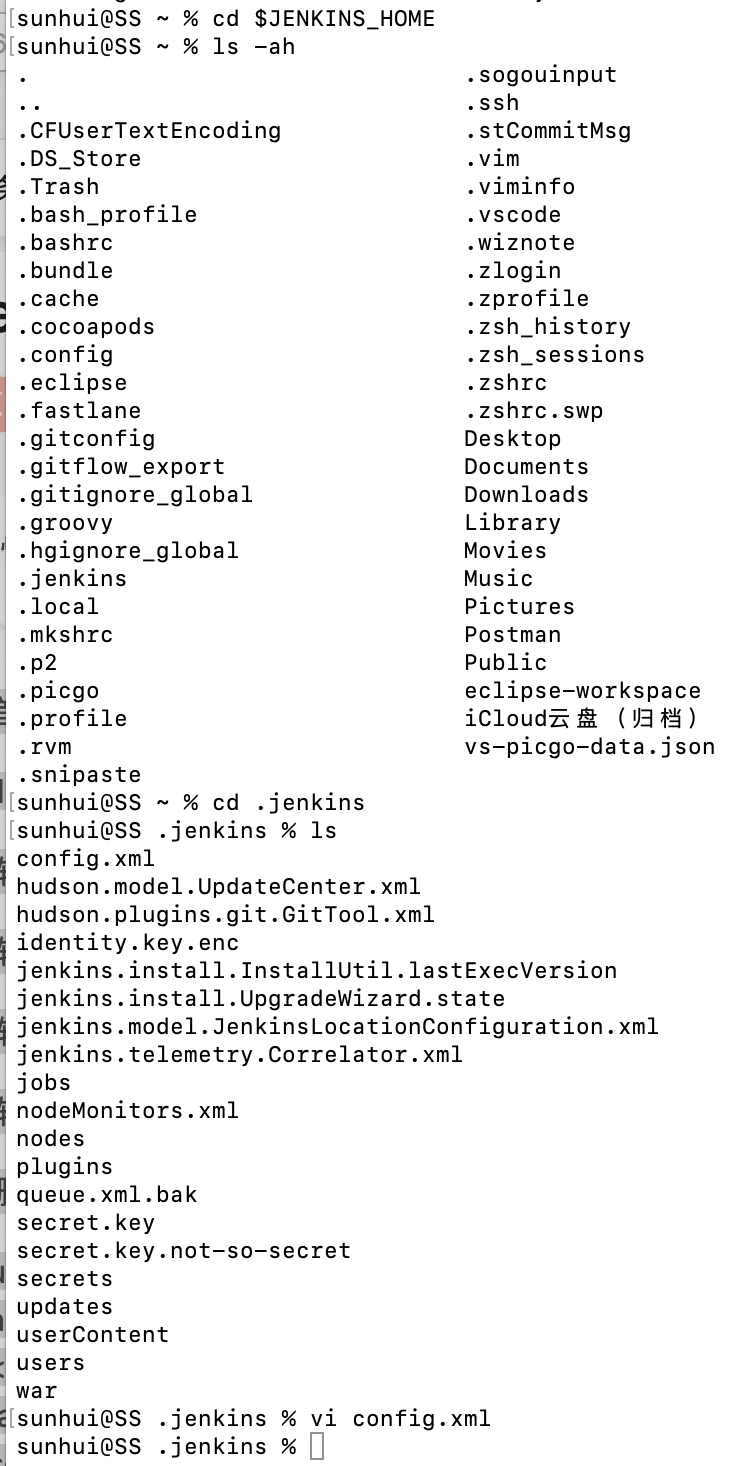 [sunhui@SS ~ % cd $JENKINS_HOME
[sunhui@SS ~ % ls -ah
. .sogouinput
.. .ssh
.CFUserTextEncoding .stCommitMsg
.DS_Store .vim
.Trash .viminfo
.bash_profile .vscode
.bashrc .wiznote
.bundle .zlogin
.cache .zprofile
.cocoapods .zsh_history
.config .zsh_sessions
.eclipse .zshrc
.fastlane .zshrc.swp
.gitconfig Desktop
.gitflow_export Documents
.gitignore_global Downloads
.groovy Library
.hgignore_global Movies
.jenkins Music
.local Pictures
.mkshrc Postman
.p2 Public
.picgo eclipse-workspace
.profile iCloud云盘（归档）
.rvm vs-picgo-data.json
.snipaste
[sunhui@SS ~ % cd .jenkins
[sunhui@SS .jenkins % ls
config.xml
hudson.model.UpdateCenter.xml
hudson.plugins.git.GitTool.xml
identity.key.enc
jenkins.install.InstallUtil.lastExecVersion
jenkins.install.UpgradeWizard.state
jenkins.model.JenkinsLocationConfiguration.xml
jenkins.telemetry.Correlator.xml
jobs
nodeMonitors.xml
nodes
plugins
queue.xml.bak
secret.key
secret.key.not-so-secret
secrets
updates
userContent
users
war
[sunhui@SS .jenkins % vi config.xml
sunhui@SS .jenkins %